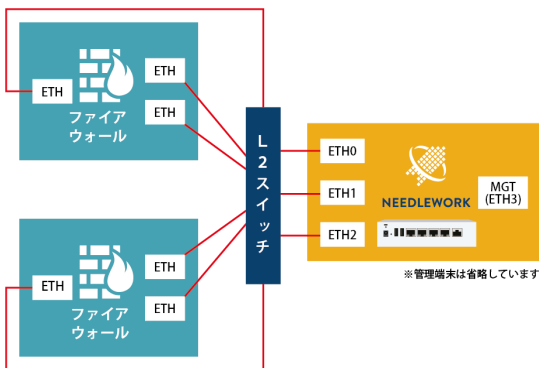 ETH
ETH
ETH
ファイア
ウォール
L2スイッチ
ETH0
ETH1
ETH2
NEEDLEWORK
MGT
(ETH3)
※管理端末は省略しています
ETH
ETH
ETH
ファイア
ウォール